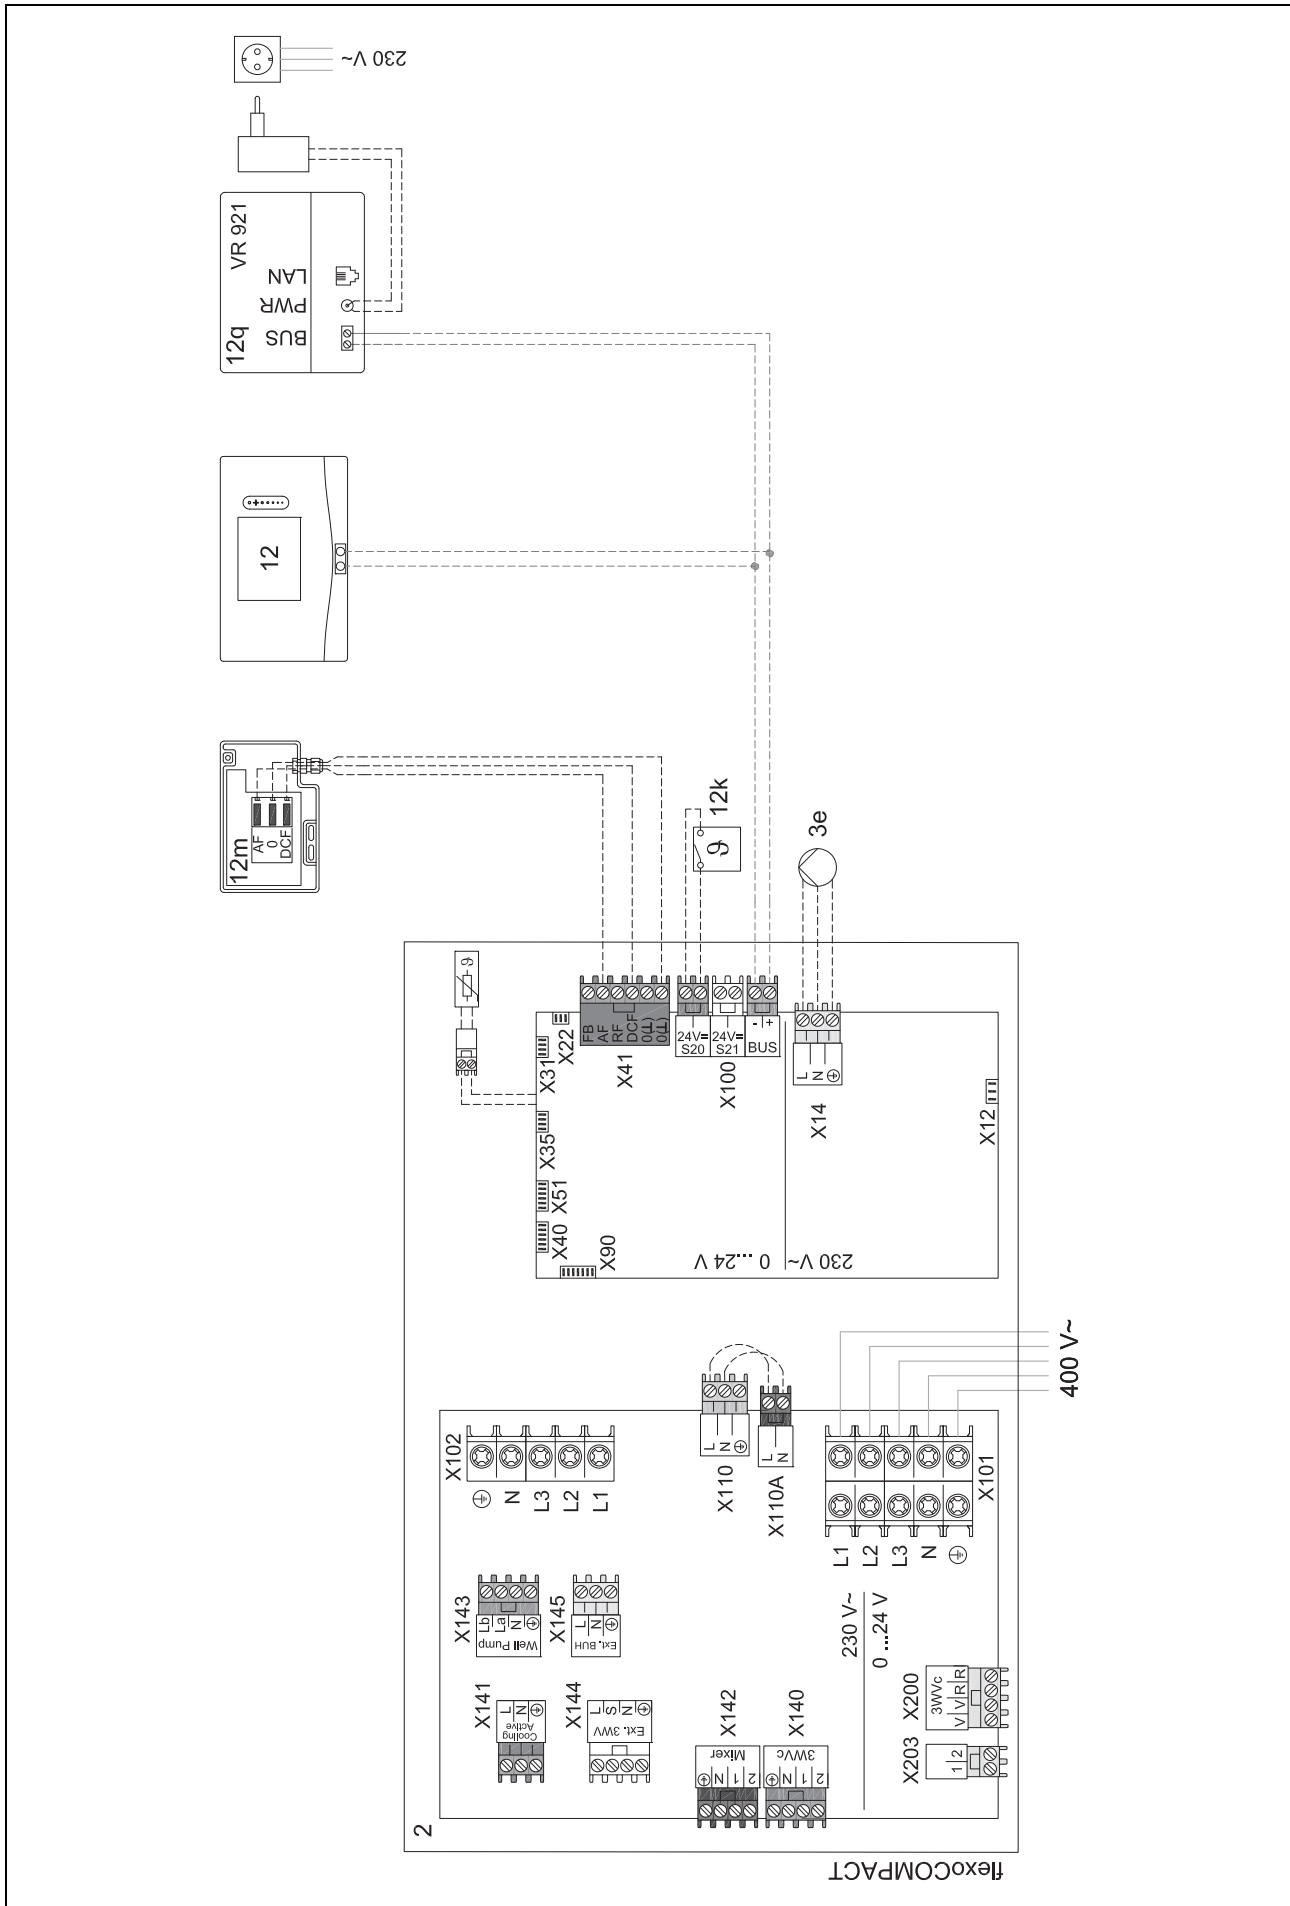 230 V~
VR 921
LAN
PWR
BUS
12q
12
12m
AF
0
DCF
12k
ϑ
3e
ϑ
X22
X31
X35
X51
X40
X90
FB
AF
RF
DCF
0(⊥)
0(⊥)
X41
24V=
S20
24V=
S21
X100
- +
BUS
L
N
X14
X12
0 ...24 V
230 V~
400 V~
X102
N
L3
L2
L1
L
N
X110
L
N
X110A
X101
L1
L2
L3
N
X143
Lb
La
N
Well Pump
X145
L
N
Ext. BUH
X141
L
N
Cooling
Active
X144
L
S
N
Ext. 3WV
X142
Mixer
N
1
2
X140
3WVc
N
1
2
230 V~
0 ...24 V
X200
3WVc
V V R R
X203
1 2
2
flexoCOMPACT